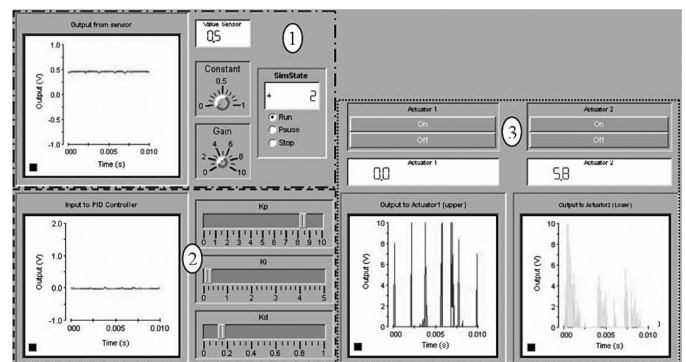 Output from sensor
Value Sensor
0,5
1
1.0
0.5
0.0
-0.5
-1.0
Output (V)
000 0.005 0.010
Time (s)
Constant
0.5
0 1
Gain
4 6
2 8
0 10
SimState
+ 2
Run
Pause
Stop
Actuator 1
On
Off
Actuator 1
0,0
3
Actuator 2
On
Off
Actuator 2
5,8
Input to PID Controller
2.0
1.0
0.0
-1.0
Output (V)
000 0.005 0.010
Time (s)
2
Kp
0 1 2 3 4 5 6 7 8 9 10
Ki
0 1 2 3 4 5
Kd
0 0.2 0.4 0.6 0.8 1
Output to Actuator1 (upper)
10
8
6
4
2
0
Output (V)
000 0.005 0.010
Time (s)
Output to Actuator2 (Lower)
10
8
6
4
2
0
Output (V)
000 0.005 0.010
Time (s)